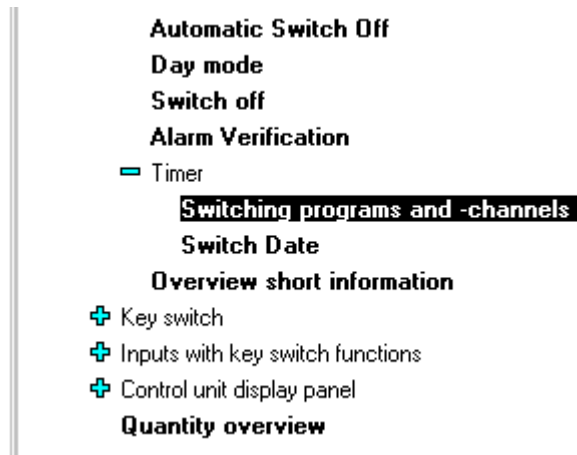 Automatic Switch Off
Day mode
Switch off
Alarm Verification
Timer
Switching programs and -channels
Switch Date
Overview short information
Key switch
Inputs with key switch functions
Control unit display panel
Quantity overview